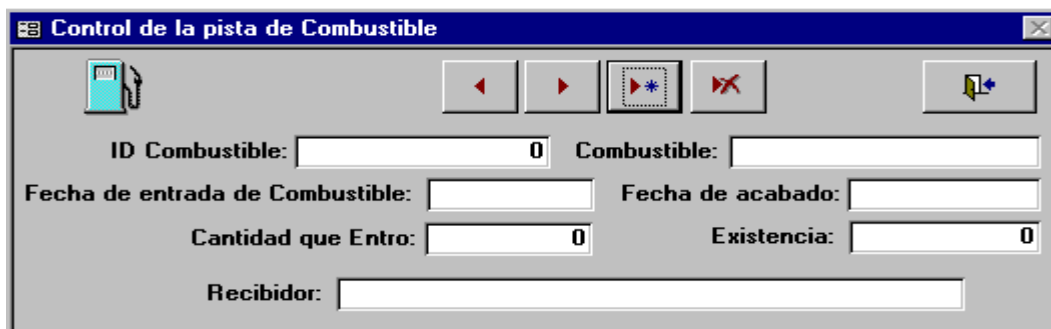 Control de la pista de Combustible
ID Combustible: 0 Combustible:
Fecha de entrada de Combustible: Fecha de acabado:
Cantidad que Entro: 0 Existencia: 0
Recibidor: